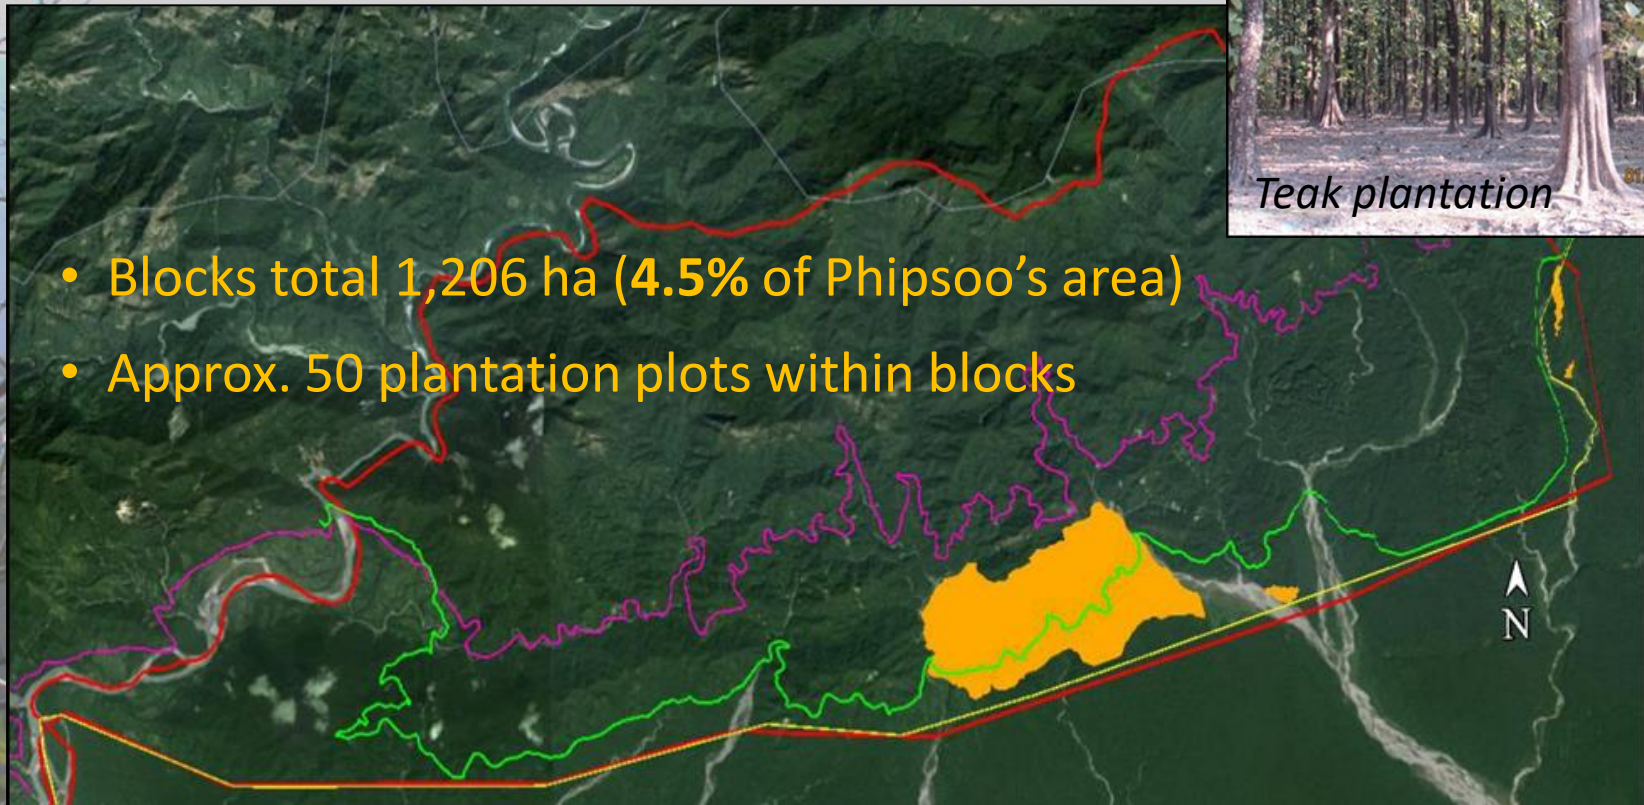 Teak plantation
• Blocks total 1,206 ha (4.5% of Phipsoo’s area)
• Approx. 50 plantation plots within blocks
N